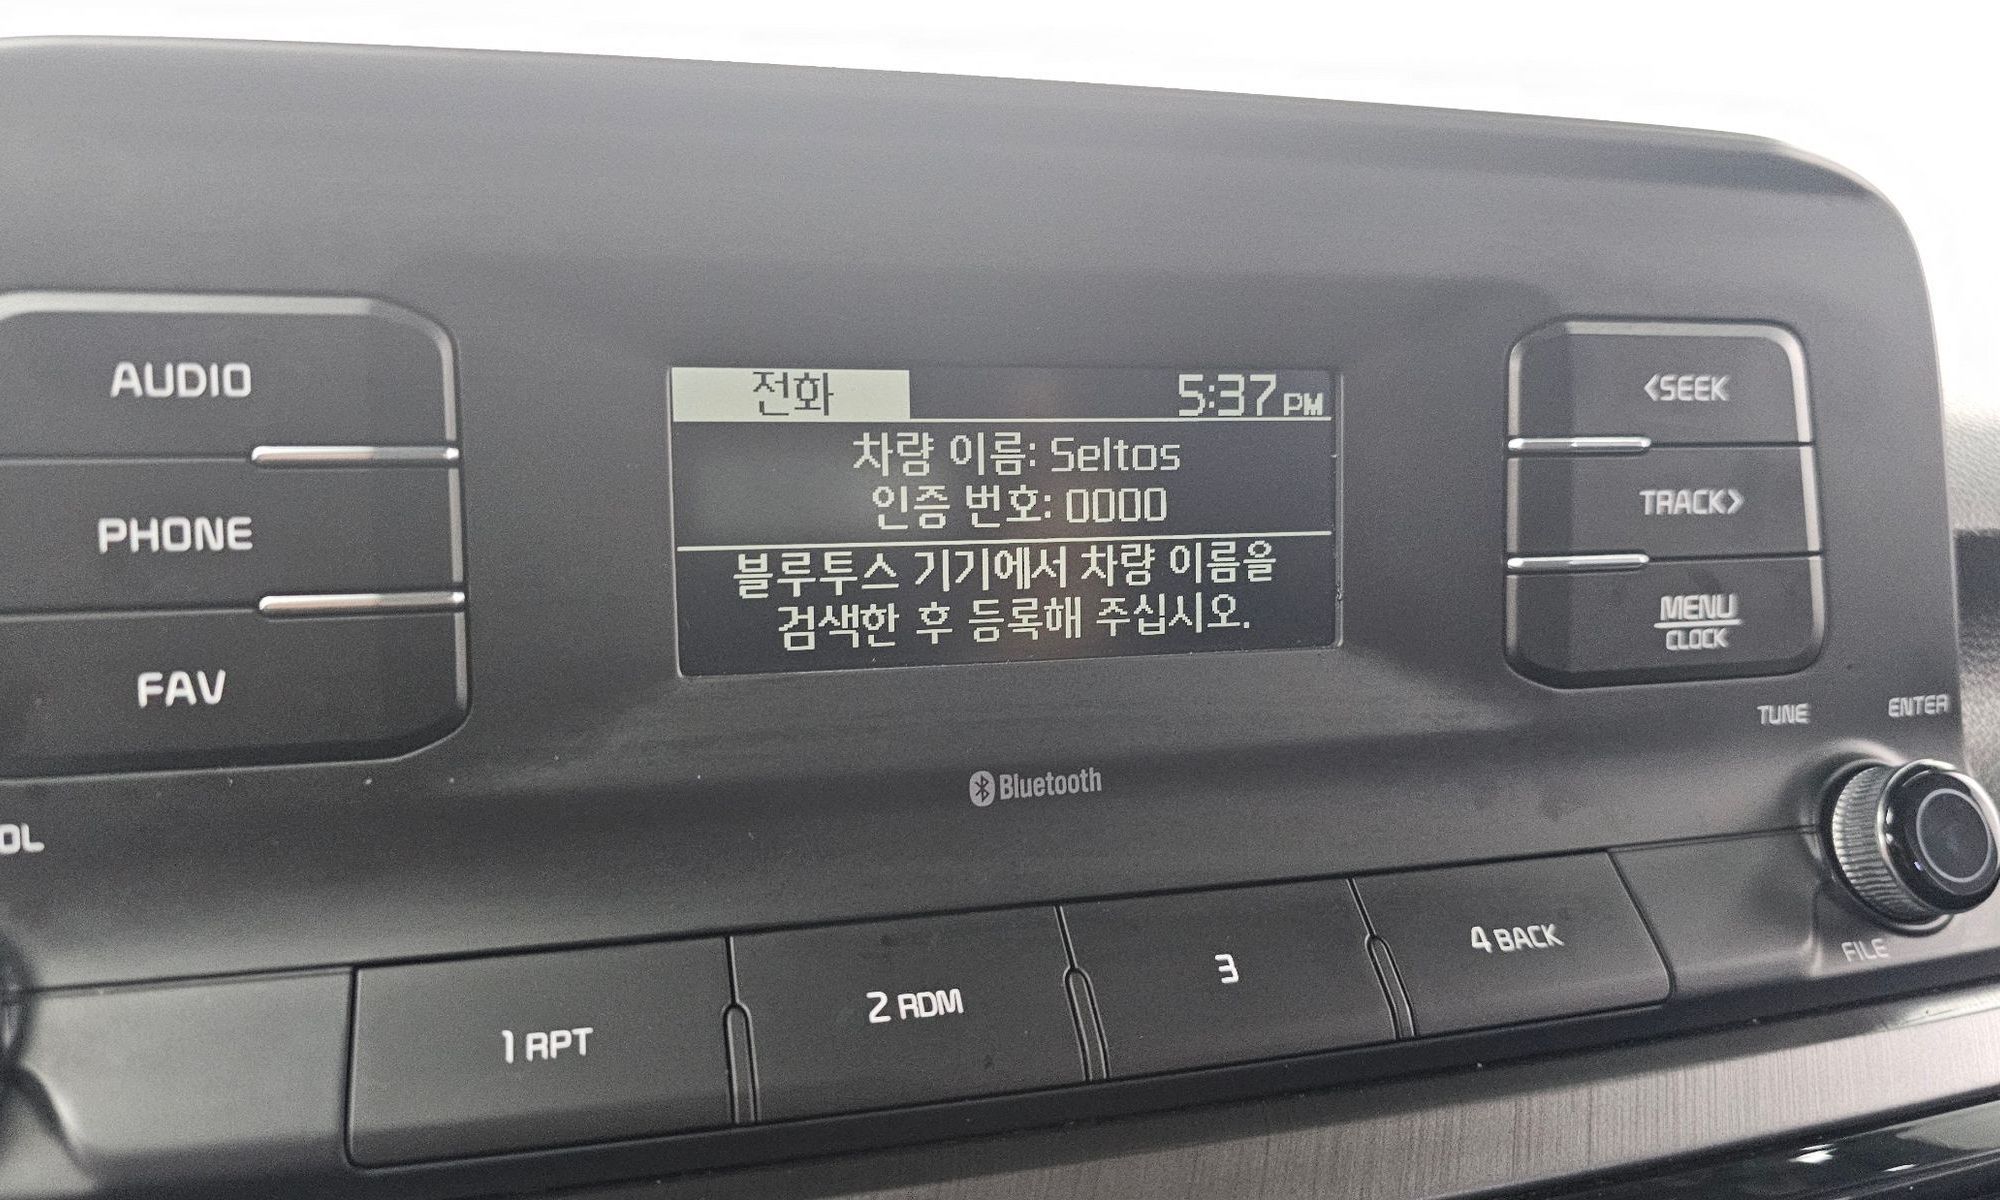 AUDIO
PHONE
FAV
OL
전화 5:37 PM
차량 이름: Seltos
인증 번호: 0000
블루투스 기기에서 차량 이름을
검색한 후 등록해 주십시오.
<SEEK
TRACK>
MENU
CLOCK
TUNE ENTER
Bluetooth
FILE
1 RPT
2 RDM
3
4 BACK